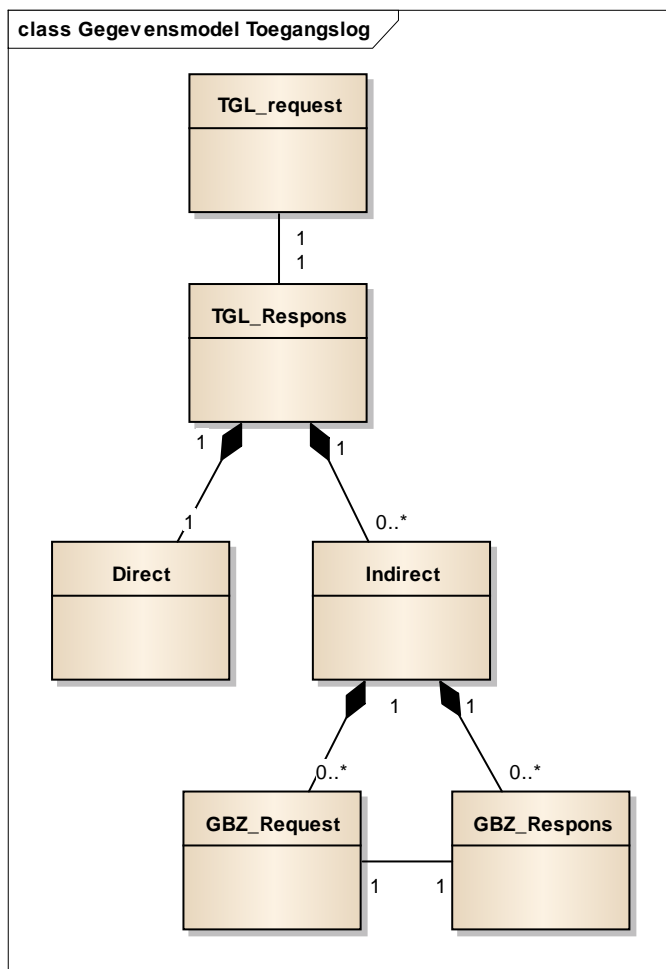 class Gegevensmodel Toegangslog
TGL_request
1
1
TGL_Respons
1
1
1
0..*
Direct
Indirect
1
1
0..*
0..*
GBZ_Request
GBZ_Respons
1
1